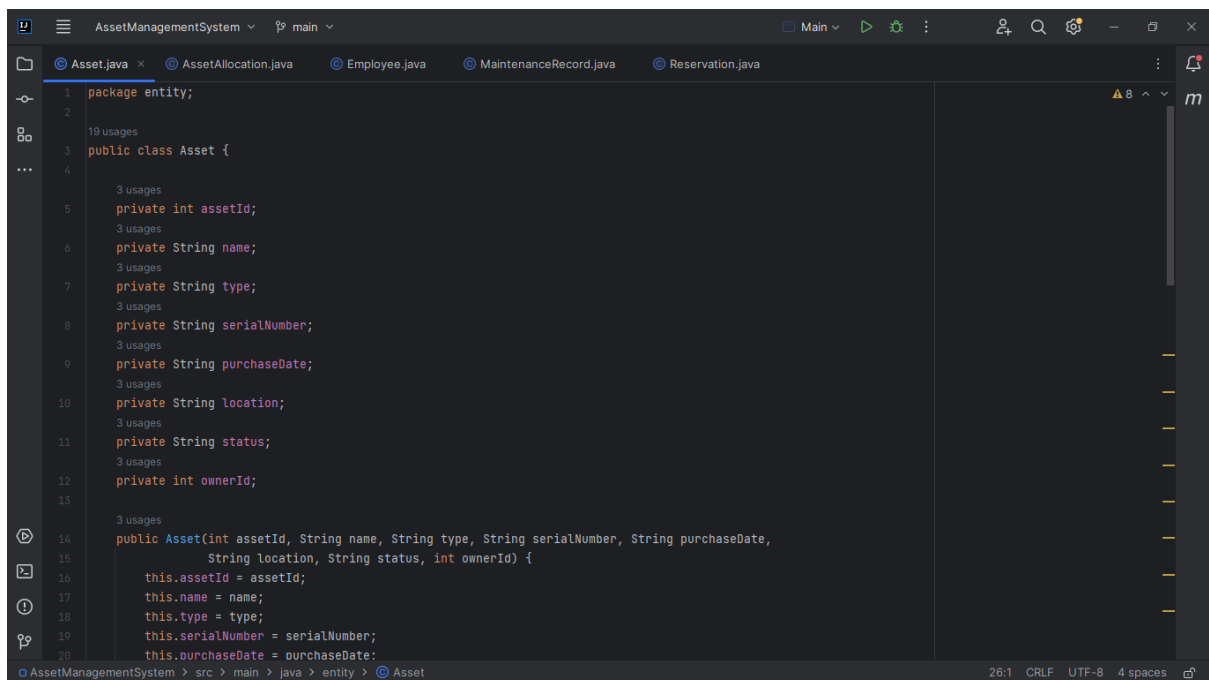 AssetManagementSystem main Main
Asset.java AssetAllocation.java Employee.java MaintenanceRecord.java Reservation.java
1 package entity; 8
2
19 usages
3 public class Asset {
4
3 usages
5 private int assetId;
3 usages
6 private String name;
3 usages
7 private String type;
3 usages
8 private String serialNumber;
3 usages
9 private String purchaseDate;
3 usages
10 private String location;
3 usages
11 private String status;
3 usages
12 private int ownerId;
13
3 usages
14 public Asset(int assetId, String name, String type, String serialNumber, String purchaseDate,
15 String location, String status, int ownerId) {
16 this.assetId = assetId;
17 this.name = name;
18 this.type = type;
19 this.serialNumber = serialNumber;
20 this.purchaseDate = purchaseDate;
AssetManagementSystem > src > main > java > entity > Asset 26:1 CRLF UTF-8 4 spaces